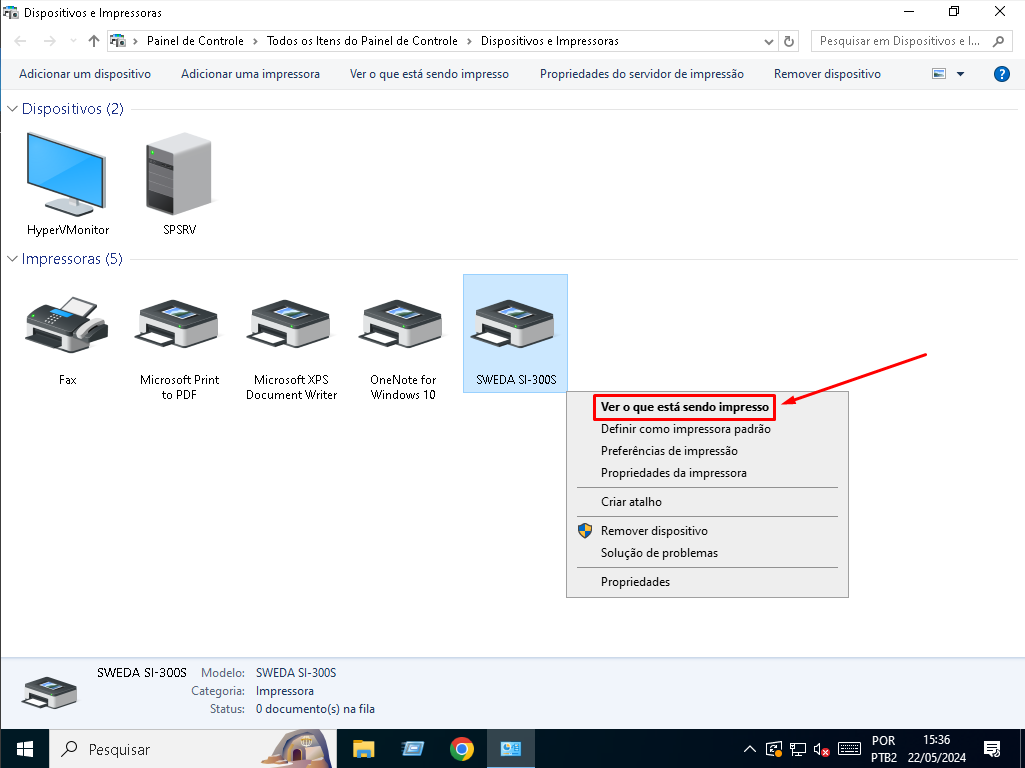 Dispositivos e Impressoras
Painel de Controle > Todos os Itens do Painel de Controle > Dispositivos e Impressoras
Pesquisar em Dispositivos e I...
Adicionar um dispositivo Adicionar uma impressora Ver o que está sendo impresso Propriedades do servidor de impressão Remover dispositivo
Dispositivos (2)
HyperVMonitor
SPSRV
Impressoras (5)
Fax
Microsoft Print
to PDF
Microsoft XPS
Document Writer
OneNote for
Windows 10
SWEDA SI-300S
Ver o que está sendo impresso
Definir como impressora padrão
Preferências de impressão
Propriedades da impressora
Criar atalho
Remover dispositivo
Solução de problemas
Propriedades
SWEDA SI-300S Modelo: SWEDA SI-300S
Categoria: Impressora
Status: 0 documento(s) na fila
Pesquisar
POR
PTB2
15:36
22/05/2024